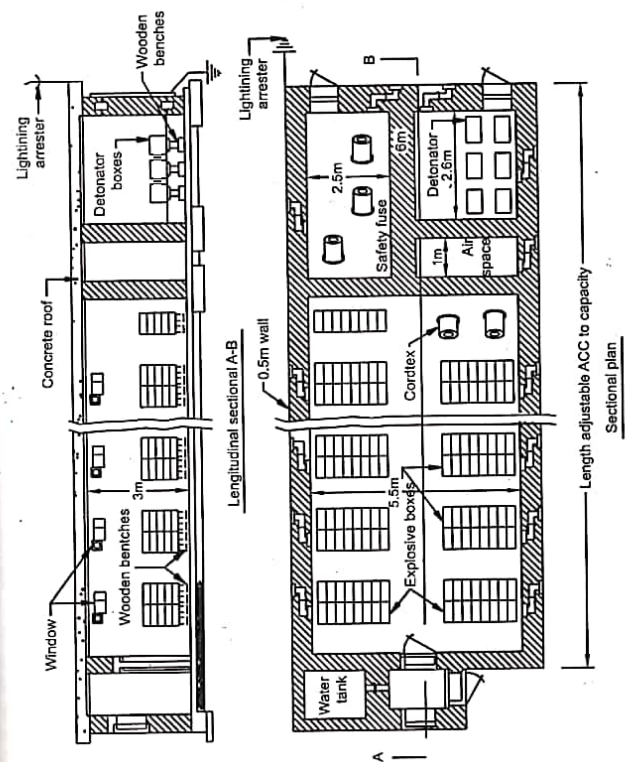 Lightining
arrester
Concrete roof
Window
Wooden
benches
Detonator
boxes
3m
Wooden bentches
Longitudinal sectional A-B
Lightining
arrester
0.5m wall
B
2.5m
Safety fuse
.6m
Detonator
2.6m
1m
Air
space
Cordtex
5.5m
Explosive boxes
Water
tank
A
Length adjustable ACC to capacity
Sectional plan